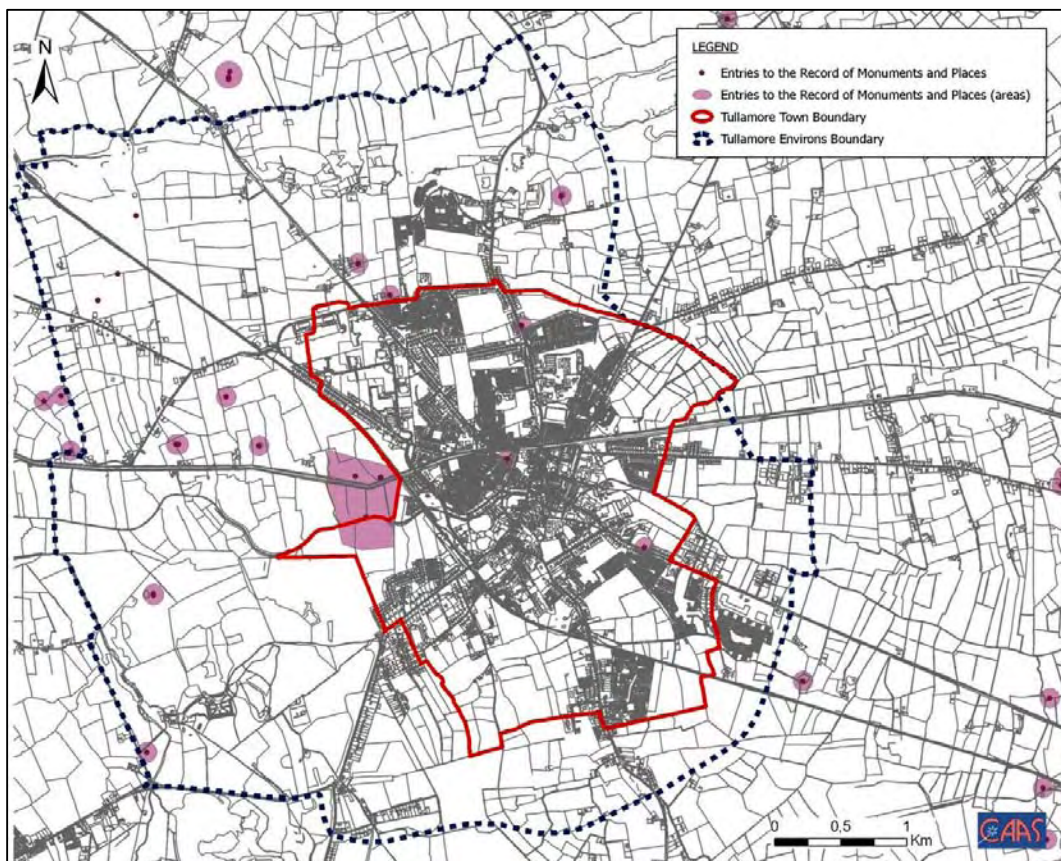 N
LEGEND
Entries to the Record of Monuments and Places
Entries to the Record of Monuments and Places (areas)
Tullamore Town Boundary
Tullamore Environs Boundary
0 0,5 1
Km
CAAS